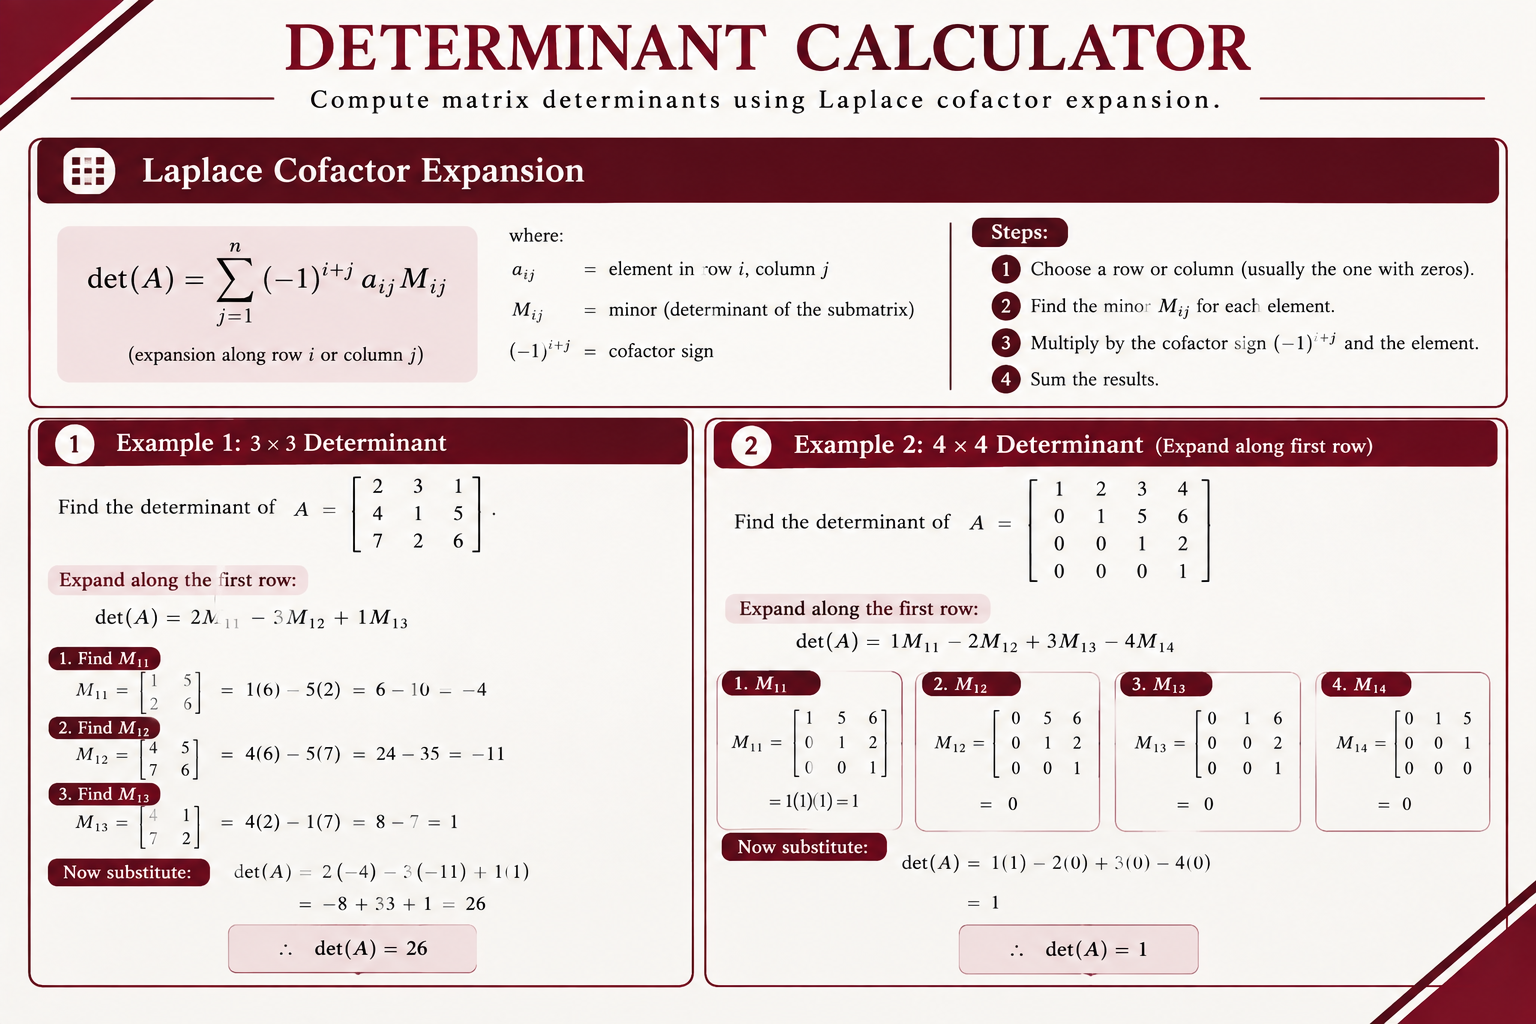 DETERMINANT CALCULATOR
Compute matrix determinants using Laplace cofactor expansion.
Laplace Cofactor Expansion
det(A) = ∑_{j=1}^{n} (−1)^{i+j} a_{ij} M_{ij}
(expansion along row i or column j)
where:
a_{ij} = element in row i, column j
M_{ij} = minor (determinant of the submatrix)
(−1)^{i+j} = cofactor sign
Steps:
1 Choose a row or column (usually the one with zeros).
2 Find the minor M_{ij} for each element.
3 Multiply by the cofactor sign (−1)^{i+j} and the element.
4 Sum the results.
1 Example 1: 3 × 3 Determinant
Find the determinant of A = [ 2 3 1
4 1 5
7 2 6 ] .
Expand along the first row:
det(A) = 2M_{11} − 3M_{12} + 1M_{13}
1. Find M_{11}
M_{11} = [ 1 5
2 6 ] = 1(6) − 5(2) = 6 − 10 = −4
2. Find M_{12}
M_{12} = [ 4 5
7 6 ] = 4(6) − 5(7) = 24 − 35 = −11
3. Find M_{13}
M_{13} = [ 4 1
7 2 ] = 4(2) − 1(7) = 8 − 7 = 1
Now substitute: det(A) = 2(−4) − 3(−11) + 1(1)
= −8 + 33 + 1 = 26
∴ det(A) = 26
2 Example 2: 4 × 4 Determinant (Expand along first row)
Find the determinant of A = [ 1 2 3 4
0 1 5 6
0 0 1 2
0 0 0 1 ]
Expand along the first row:
det(A) = 1M_{11} − 2M_{12} + 3M_{13} − 4M_{14}
1. M_{11}
M_{11} = [ 1 5 6
0 1 2
0 0 1 ]
= 1(1)(1) = 1
2. M_{12}
M_{12} = [ 0 5 6
0 1 2
0 0 1 ]
= 0
3. M_{13}
M_{13} = [ 0 1 6
0 0 2
0 0 1 ]
= 0
4. M_{14}
M_{14} = [ 0 1 5
0 0 1
0 0 0 ]
= 0
Now substitute:
det(A) = 1(1) − 2(0) + 3(0) − 4(0)
= 1
∴ det(A) = 1